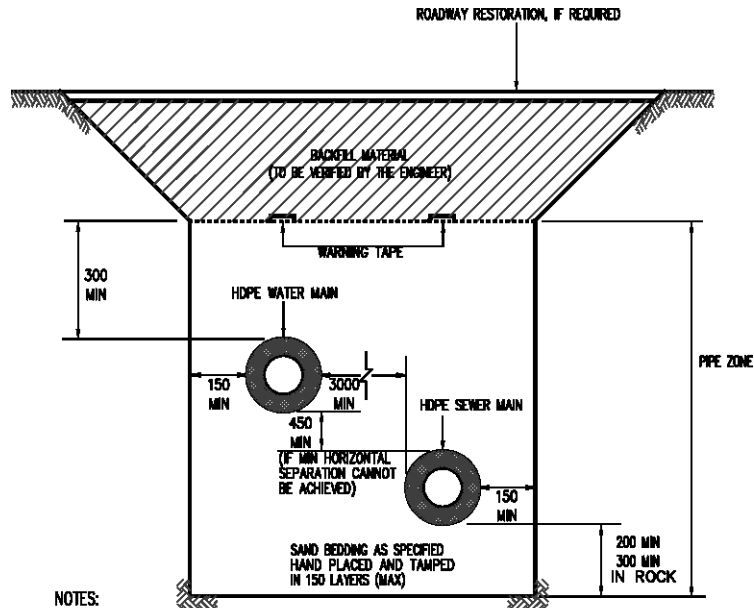 ROADWAY RESTORATION, IF REQUIRED
BACKFILL MATERIAL
(TO BE VERIFIED BY THE ENGINEER)
WARNING TAPE
300
MIN
HDPE WATER MAIN
PIPE ZONE
150
MIN
3000
MIN
450
MIN
(IF MIN HORIZONTAL
SEPARATION CANNOT
BE ACHIEVED)
HDPE SEWER MAIN
150
MIN
SAND BEDDING AS SPECIFIED
HAND PLACED AND TAMPED
IN 150 LAYERS (MAX)
200 MIN
300 MIN
IN ROCK
NOTES: